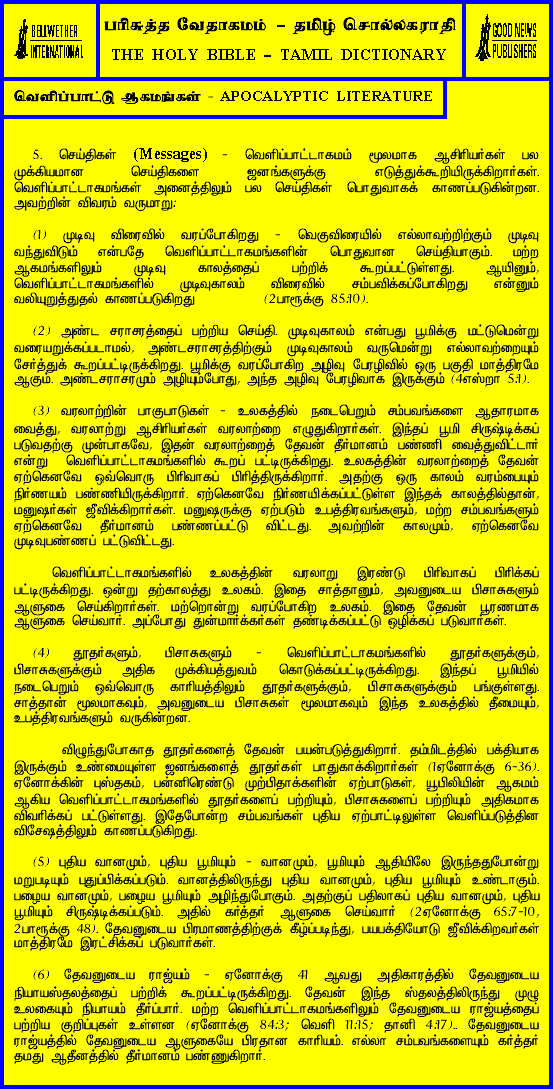 BELLWETHER
INTERNATIONAL
பரிசுத்த வேதாகமம் – தமிழ் சொல்லகராதி
THE HOLY BIBLE – TAMIL DICTIONARY
GOOD NEWS
PUBLISHERS
வெளிப்பாட்டு ஆகமங்கள் - APOCALYPTIC LITERATURE
5. செய்திகள் (Messages) - வெளிப்பாட்டாகமம் மூலமாக ஆசிரியர்கள் பல
முக்கியமான செய்திகளை ஜனங்களுக்கு எடுத்துக்கூறியிருக்கிறார்கள்.
வெளிப்பாட்டாகமங்கள் அனைத்திலும் பல செய்திகள் பொதுவாகக் காணப்படுகின்றன.
அவற்றின் விவரம் வருமாறு:
(1) முடிவு விரைவில் வரப்போகிறது - வெகுவிரையில் எல்லாவற்றிற்கும் முடிவு
வந்துவிடும் என்பதே வெளிப்பாட்டாகமங்களின் பொதுவான செய்தியாகும். மற்ற
ஆகமங்களிலும் முடிவு காலத்தைப் பற்றிக் கூறப்பட்டுள்ளது. ஆயினும்,
வெளிப்பாட்டாகமங்களில் முடிவுகாலம் விரைவில் சம்பவிக்கப்போகிறது என்னும்
வலியுறுத்துதல் காணப்படுகிறது (2பாரூக்கு 85:10).
(2) அண்ட சராசரத்தைப் பற்றிய செய்தி. முடிவுகாலம் என்பது பூமிக்கு மட்டுமென்று
வரையறுக்கப்படாமல், அண்டசராசரத்திற்கும் முடிவுகாலம் வருமென்று எல்லாவற்றையும்
சேர்த்துக் கூறப்பட்டிருக்கிறது. பூமிக்கு வரப்போகிற அழிவு பேரழிவில் ஒரு பகுதி மாத்திரமே
ஆகும். அண்டசராசரமும் அழியும்போது, அந்த அழிவு பேரழிவாக இருக்கும் (4எஸ்றா 5:1).
(3) வரலாற்றின் பாகுபாடுகள் - உலகத்தில் நடைபெறும் சம்பவங்களை ஆதாரமாக
வைத்து, வரலாற்று ஆசிரியர்கள் வரலாற்றை எழுதுகிறார்கள். இந்தப் பூமி சிருஷ்டிக்கப்
படுவதற்கு முன்பாகவே, இதன் வரலாற்றைத் தேவன் தீர்மானம் பண்ணி வைத்துவிட்டார்
என்று வெளிப்பாட்டாகமங்களில் கூறப் பட்டிருக்கிறது. உலகத்தின் வரலாற்றைத் தேவன்
ஏற்கெனவே ஒவ்வொரு பிரிவாகப் பிரித்திருக்கிறார். அதற்கு ஒரு காலம் வரம்பையும்
நிர்ணயம் பண்ணியிருக்கிறார். ஏற்கெனவே நிர்ணயிக்கப்பட்டுள்ள இந்தக் காலத்தில்தான்,
மனுஷர்கள் ஜீவிக்கிறார்கள். மனுஷருக்கு ஏற்படும் உபத்திரவங்களும், மற்ற சம்பவங்களும்
ஏற்கெனவே தீர்மானம் பண்ணப்பட்டு விட்டது. அவற்றின் காலமும், ஏற்கெனவே
முடிவுபண்ணப் பட்டுவிட்டது.
வெளிப்பாட்டாகமங்களில் உலகத்தின் வரலாறு இரண்டு பிரிவாகப் பிரிக்கப்
பட்டிருக்கிறது. ஒன்று தற்காலத்து உலகம். இதை சாத்தானும், அவனுடைய பிசாசுகளும்
ஆளுகை செய்கிறார்கள். மற்றொன்று வரப்போகிற உலகம். இதை தேவன் பூரணமாக
ஆளுகை செய்வார். அப்போது துன்மார்க்கர்கள் தண்டிக்கப்பட்டு ஒழிக்கப் படுவார்கள்.
(4) தூதர்களும், பிசாசுகளும் - வெளிப்பாட்டாகமங்களில் தூதர்களுக்கும்,
பிசாசுகளுக்கும் அதிக முக்கியத்துவம் கொடுக்கப்பட்டிருக்கிறது. இந்தப் பூமியில்
நடைபெறும் ஒவ்வொரு காரியத்திலும் தூதர்களுக்கும், பிசாசுகளுக்கும் பங்குள்ளது.
சாத்தான் மூலமாகவும், அவனுடைய பிசாசுகள் மூலமாகவும் இந்த உலகத்தில் தீமையும்,
உபத்திரவங்களும் வருகின்றன.
விழுந்துபோகாத தூதர்களைத் தேவன் பயன்படுத்துகிறார். தம்மிடத்தில் பக்தியாக
இருக்கும் உண்மையுள்ள ஜனங்களைத் தூதர்கள் பாதுகாக்கிறார்கள் (1ஏனோக்கு 6-36).
ஏனோக்கின் புஸ்தகம், பன்னிரெண்டு முற்பிதாக்களின் ஏற்பாடுகள், யூபிலியின் ஆகமம்
ஆகிய வெளிப்பாட்டாகமங்களில் தூதர்களைப் பற்றியும், பிசாசுகளைப் பற்றியும் அதிகமாக
விவரிக்கப் பட்டுள்ளது. இதேபோன்ற சம்பவங்கள் புதிய ஏற்பாட்டிலுள்ள வெளிப்படுத்தின
விசேஷத்திலும் காணப்படுகிறது.
(5) புதிய வானமும், புதிய பூமியும் - வானமும், பூமியும் ஆதியிலே இருந்ததுபோன்று
மறுபடியும் புதுப்பிக்கப்படும். வானத்திலிருந்து புதிய வானமும், புதிய பூமியும் உண்டாகும்.
பழைய வானமும், பழைய பூமியும் அழிந்துபோகும். அதற்குப் பதிலாகப் புதிய வானமும், புதிய
பூமியும் சிருஷ்டிக்கப்படும். அதில் கர்த்தர் ஆளுகை செய்வார் (2ஏனோக்கு 65:7-10,
2பாரூக்கு 48). தேவனுடைய பிரமாணத்திற்குக் கீழ்ப்படிந்து, பயபக்தியோடு ஜீவிக்கிறவர்கள்
மாத்திரமே இரட்சிக்கப் படுவார்கள்.
(6) தேவனுடைய ராஜ்யம் - ஏனோக்கு 41 ஆவது அதிகாரத்தில் தேவனுடைய
நியாயஸ்தலத்தைப் பற்றிக் கூறப்பட்டிருக்கிறது. தேவன் இந்த ஸ்தலத்திலிருந்து முழு
உலகையும் நியாயம் தீர்ப்பார். மற்ற வெளிப்பாட்டாகமங்களிலும் தேவனுடைய ராஜ்யத்தைப்
பற்றிய குறிப்புகள் உள்ளன (ஏனோக்கு 84:3; வெளி 11:15; தானி 4:17).. தேவனுடைய
ராஜ்யத்தில் தேவனுடைய ஆளுகையே பிரதான காரியம். எல்லா சம்பவங்களையும் கர்த்தர்
தமது ஆதீனத்தில் தீர்மானம் பண்ணுகிறார்.